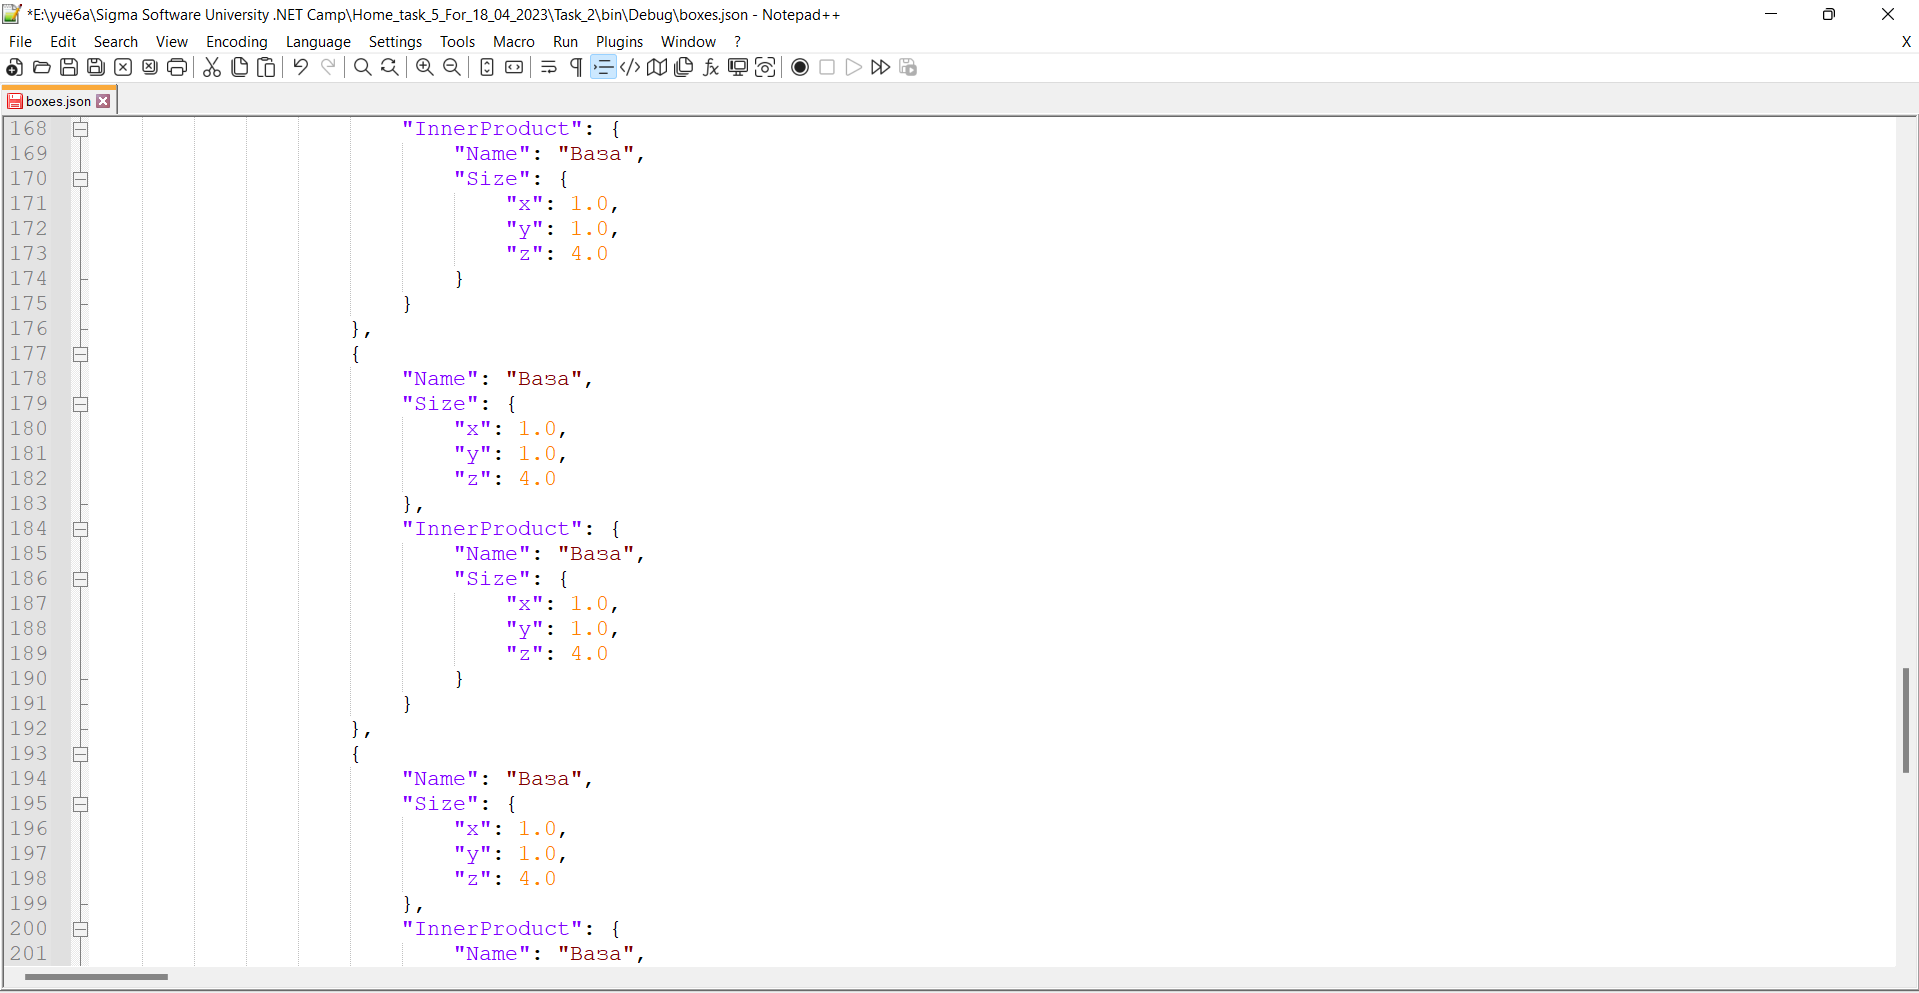 *E:\учёба\Sigma Software University .NET Camp\Home_task_5_For_18_04_2023\Task_2\bin\Debug\boxes.json - Notepad++
File Edit Search View Encoding Language Settings Tools Macro Run Plugins Window ? X
boxes.json
168 "InnerProduct": {
169 "Name": "Ваза",
170 "Size": {
171 "x": 1.0,
172 "y": 1.0,
173 "z": 4.0
174 }
175 }
176 },
177 {
178 "Name": "Ваза",
179 "Size": {
180 "x": 1.0,
181 "y": 1.0,
182 "z": 4.0
183 },
184 "InnerProduct": {
185 "Name": "Ваза",
186 "Size": {
187 "x": 1.0,
188 "y": 1.0,
189 "z": 4.0
190 }
191 }
192 },
193 {
194 "Name": "Ваза",
195 "Size": {
196 "x": 1.0,
197 "y": 1.0,
198 "z": 4.0
199 },
200 "InnerProduct": {
201 "Name": "Ваза",